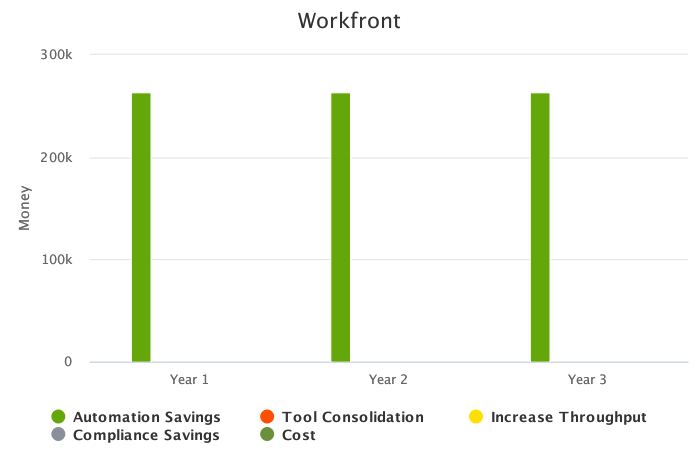 Workfront
300k
200k
100k
0
Money
Year 1 Year 2 Year 3
Automation Savings Tool Consolidation Increase Throughput
Compliance Savings Cost